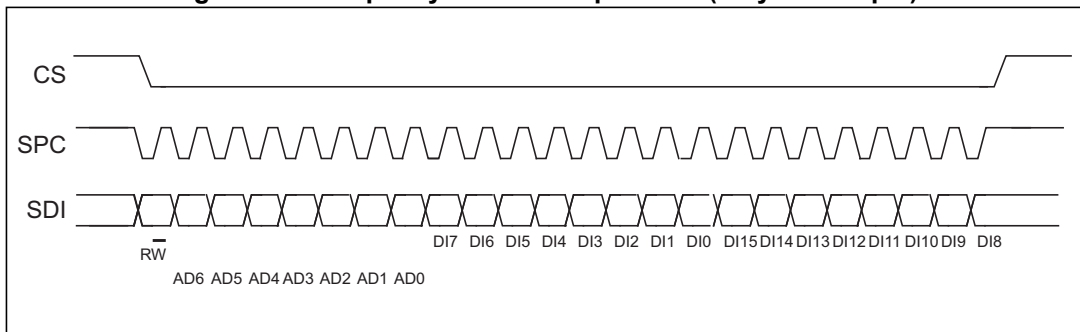 CS
SPC
SDI
RW
DI7 DI6 DI5 DI4 DI3 DI2 DI1 DI0 DI15 DI14 DI13 DI12 DI11 DI10 DI9 DI8
AD6 AD5 AD4 AD3 AD2 AD1 AD0